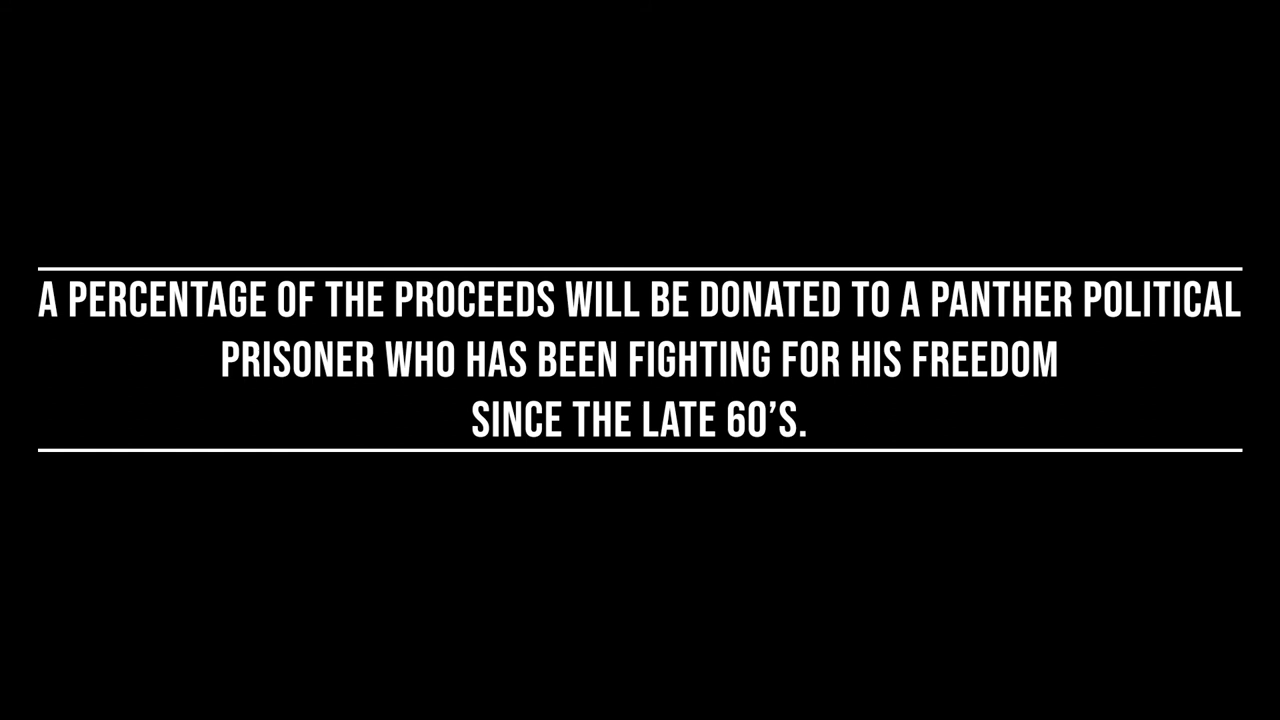 A PERCENTAGE OF THE PROCEEDS WILL BE DONATED TO A PANTHER POLITICAL
PRISONER WHO HAS BEEN FIGHTING FOR HIS FREEDOM
SINCE THE LATE 60’S.